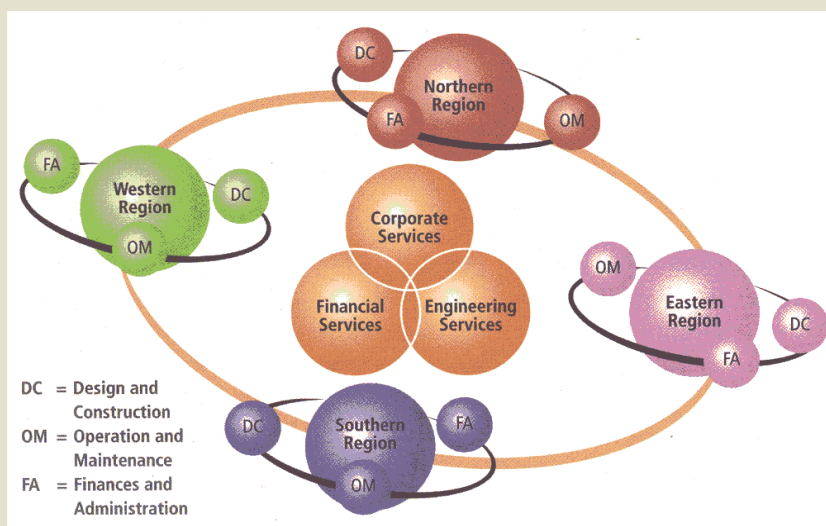 DC
Northern
Region
FA
OM
FA
Western
Region
DC
OM
Corporate
Services
Financial
Services
Engineering
Services
OM
Eastern
Region
DC
FA
DC
Southern
Region
FA
OM
DC = Design and
Construction
OM = Operation and
Maintenance
FA = Finances and
Administration